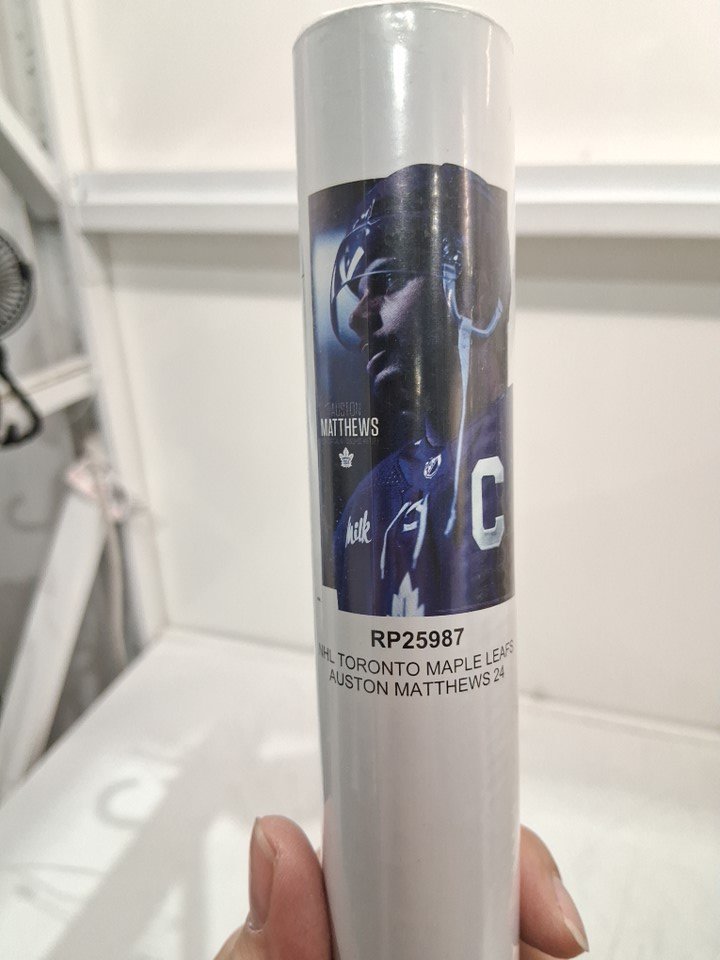 AUSTON
MATTHEWS
Milk
C
RP25987
NHL TORONTO MAPLE LEAFS
AUSTON MATTHEWS 24